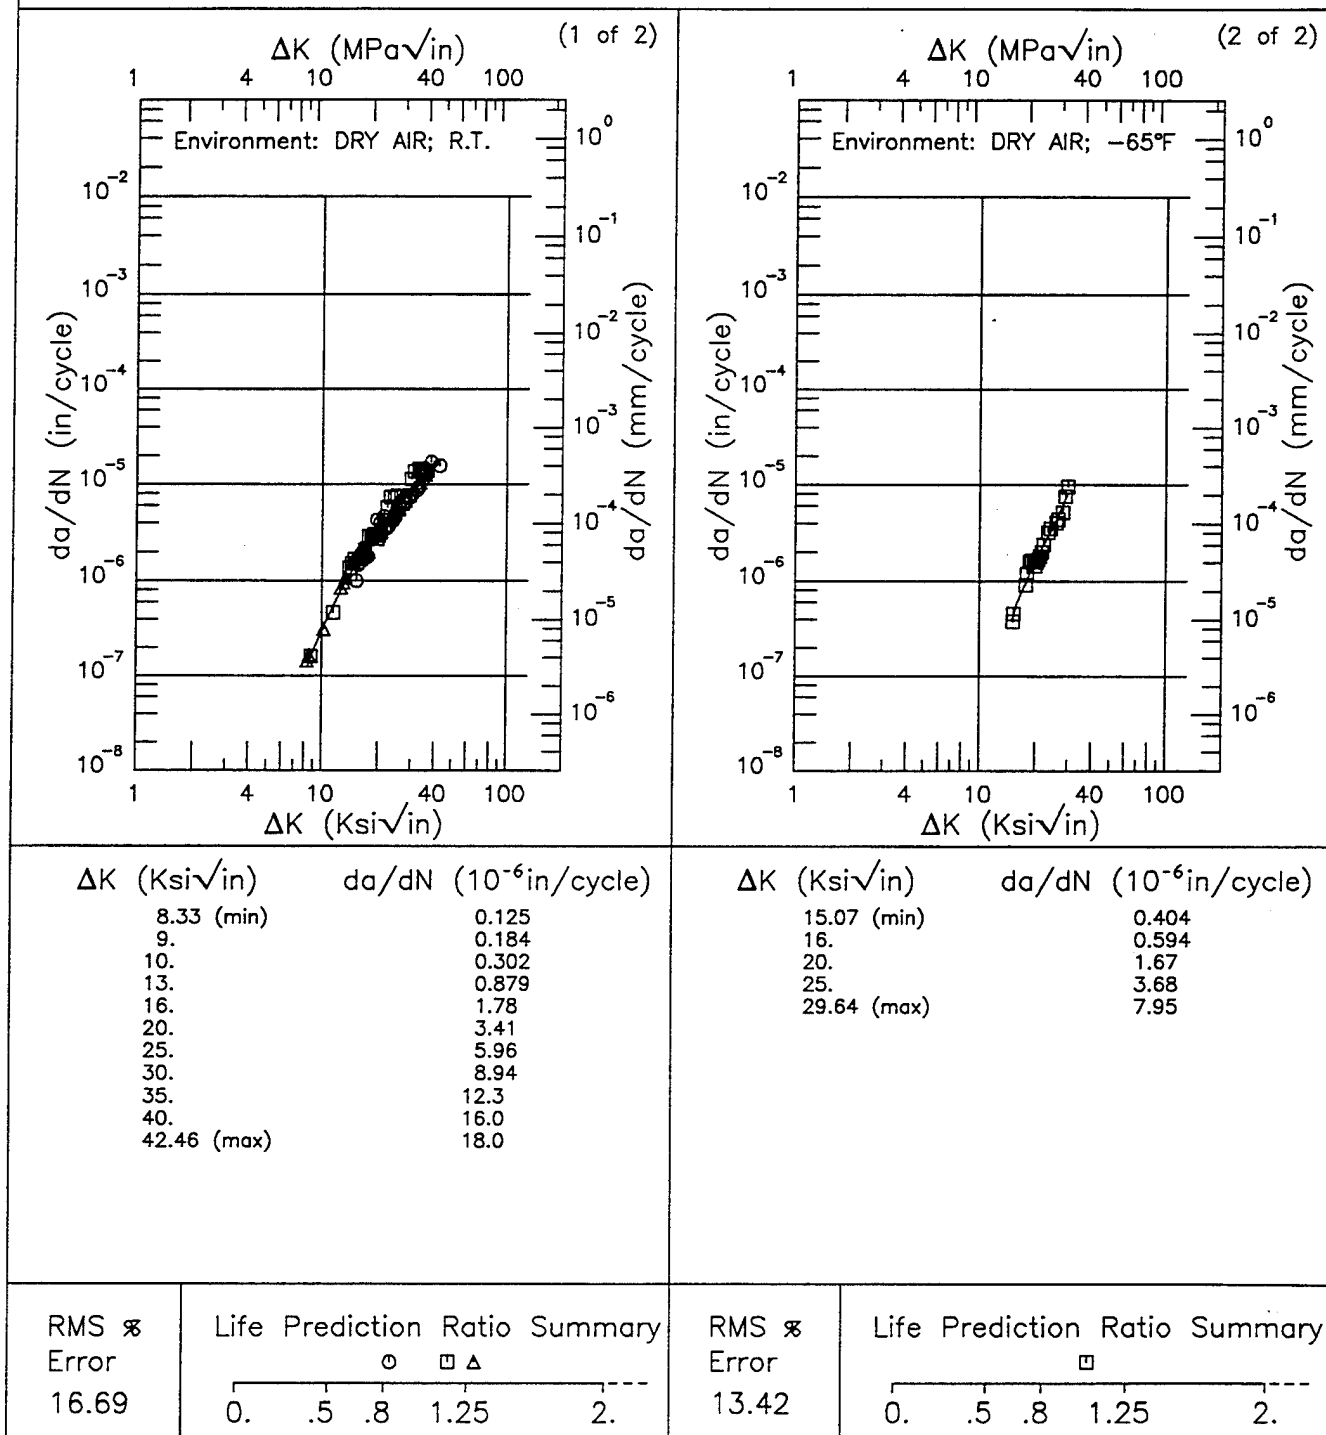 (1 of 2)
ΔK (MPa√in)
1 4 10 40 100
Environment: DRY AIR; R.T.
10⁰
10⁻¹
10⁻²
10⁻³
10⁻⁴
10⁻⁵
10⁻⁶
da/dN (mm/cycle)
10⁻²
10⁻³
10⁻⁴
10⁻⁵
10⁻⁶
10⁻⁷
10⁻⁸
da/dN (in/cycle)
1 4 10 40 100
ΔK (Ksi√in)
(2 of 2)
ΔK (MPa√in)
1 4 10 40 100
Environment: DRY AIR; −65°F
10⁰
10⁻¹
10⁻²
10⁻³
10⁻⁴
10⁻⁵
10⁻⁶
da/dN (mm/cycle)
10⁻²
10⁻³
10⁻⁴
10⁻⁵
10⁻⁶
10⁻⁷
10⁻⁸
da/dN (in/cycle)
1 4 10 40 100
ΔK (Ksi√in)
ΔK (Ksi√in) da/dN (10⁻⁶in/cycle)
8.33 (min) 0.125
9. 0.184
10. 0.302
13. 0.879
16. 1.78
20. 3.41
25. 5.96
30. 8.94
35. 12.3
40. 16.0
42.46 (max) 18.0
ΔK (Ksi√in) da/dN (10⁻⁶in/cycle)
15.07 (min) 0.404
16. 0.594
20. 1.67
25. 3.68
29.64 (max) 7.95
RMS %
Error
16.69
Life Prediction Ratio Summary
0. .5 .8 1.25 2.
RMS %
Error
13.42
Life Prediction Ratio Summary
0. .5 .8 1.25 2.